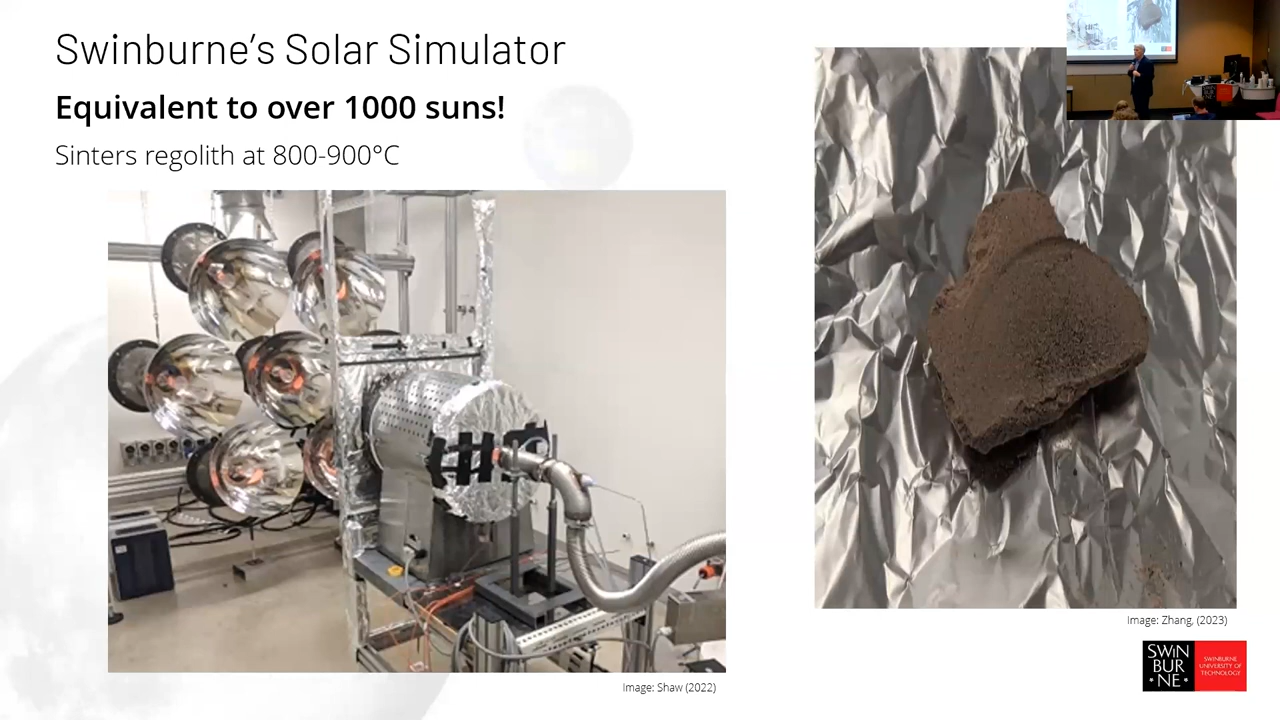 Swinburne's Solar Simulator
Equivalent to over 1000 suns!
Sinters regolith at 800-900°C
Image: Shaw (2022)
Image: Zhang, (2023)
SWIN
BUR
NE
SWINBURNE
UNIVERSITY OF
TECHNOLOGY